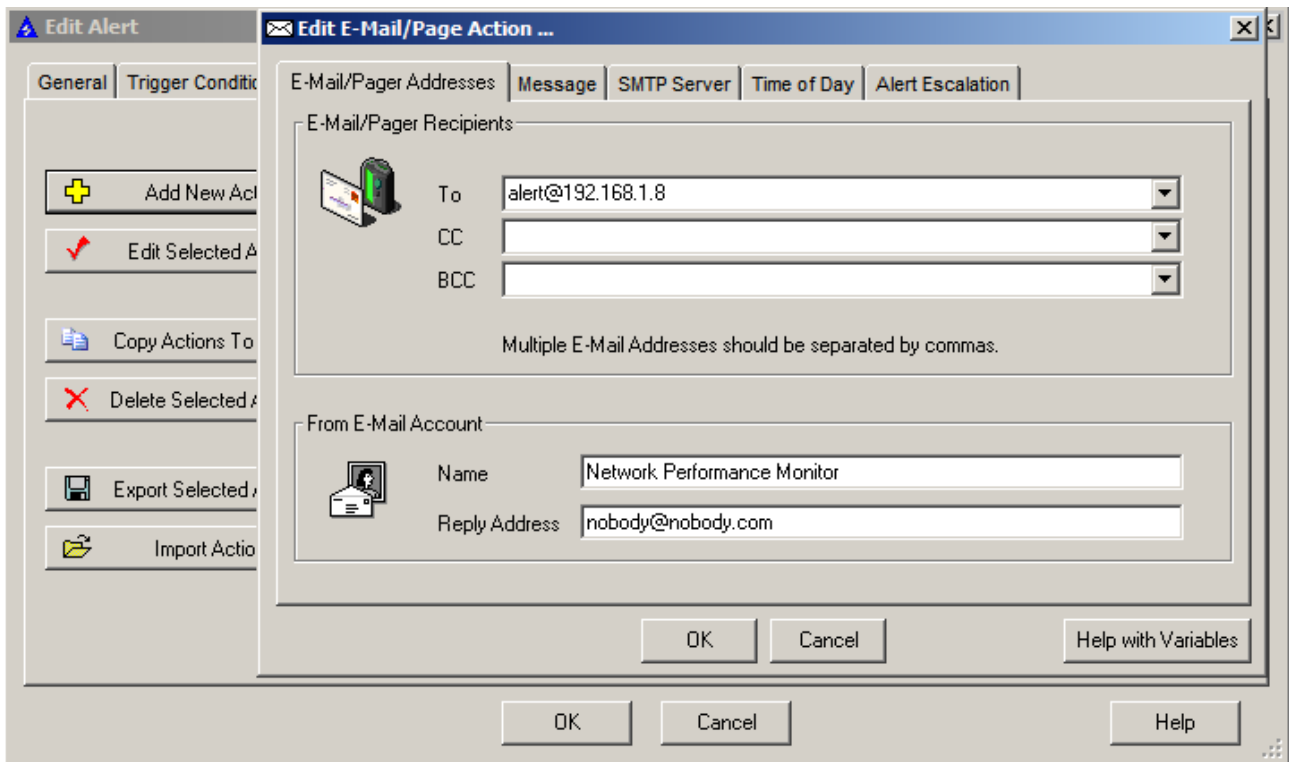 Edit Alert
Edit E-Mail/Page Action ...
General Trigger Conditic
E-Mail/Pager Addresses Message SMTP Server Time of Day Alert Escalation
E-Mail/Pager Recipients
Add New Act
To alert@192.168.1.8
Edit Selected A
CC
BCC
Copy Actions To
Multiple E-Mail Addresses should be separated by commas.
Delete Selected A
From E-Mail Account
Name Network Performance Monitor
Export Selected A
Reply Address nobody@nobody.com
Import Actio
OK Cancel Help with Variables
OK Cancel Help